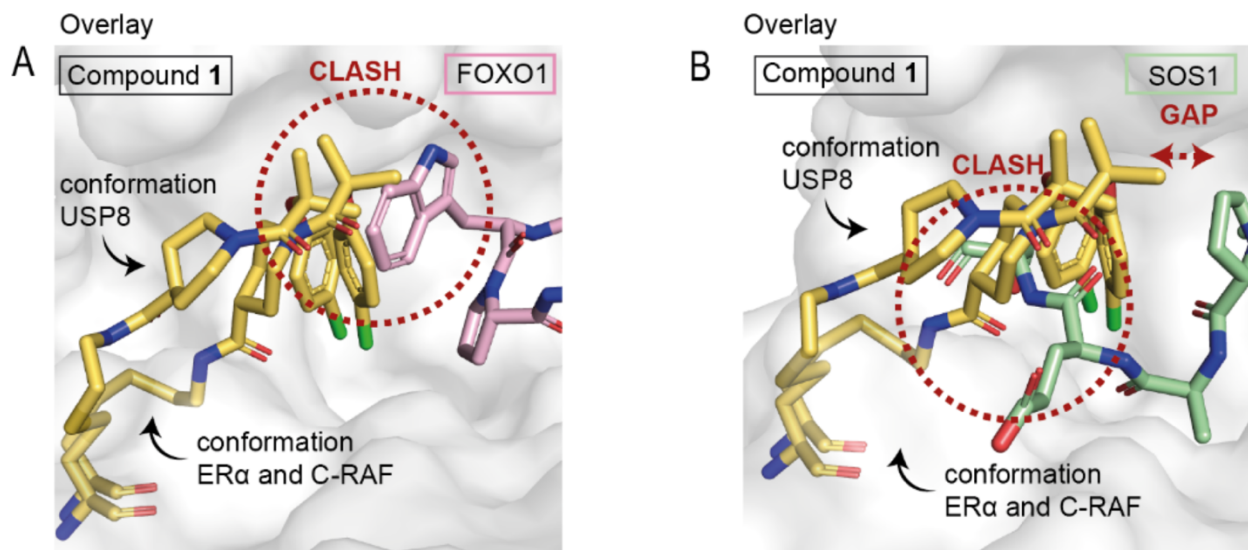 Overlay
A
Compound 1
CLASH
FOXO1
conformation
USP8
conformation
ERα and C-RAF
Overlay
B
Compound 1
SOS1
GAP
conformation
USP8
CLASH
conformation
ERα and C-RAF